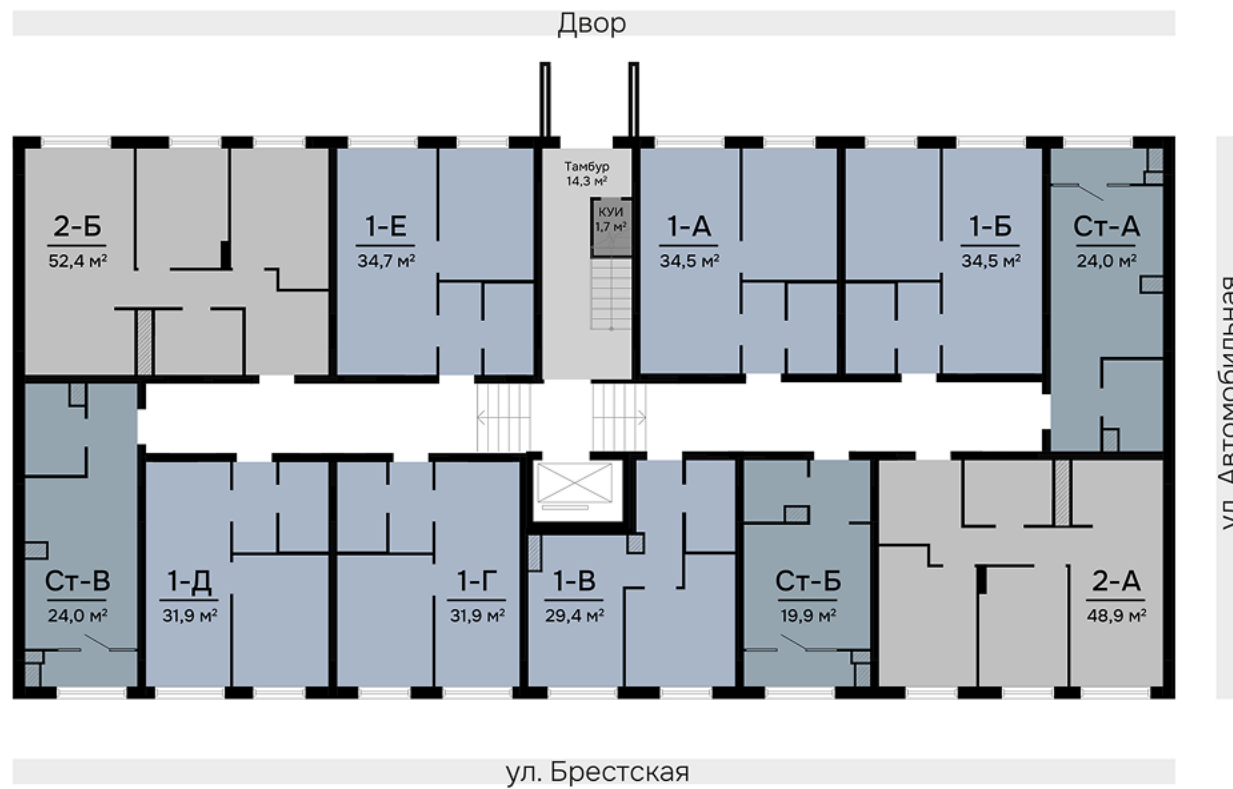 Двор
Тамбур
14,3 м²
КУИ
1,7 м²
2-Б
52,4 м²
1-Е
34,7 м²
1-А
34,5 м²
1-Б
34,5 м²
Ст-А
24,0 м²
ул. Автомобильная
Ст-В
24,0 м²
1-Д
31,9 м²
1-Г
31,9 м²
1-В
29,4 м²
Ст-Б
19,9 м²
2-А
48,9 м²
ул. Брестская